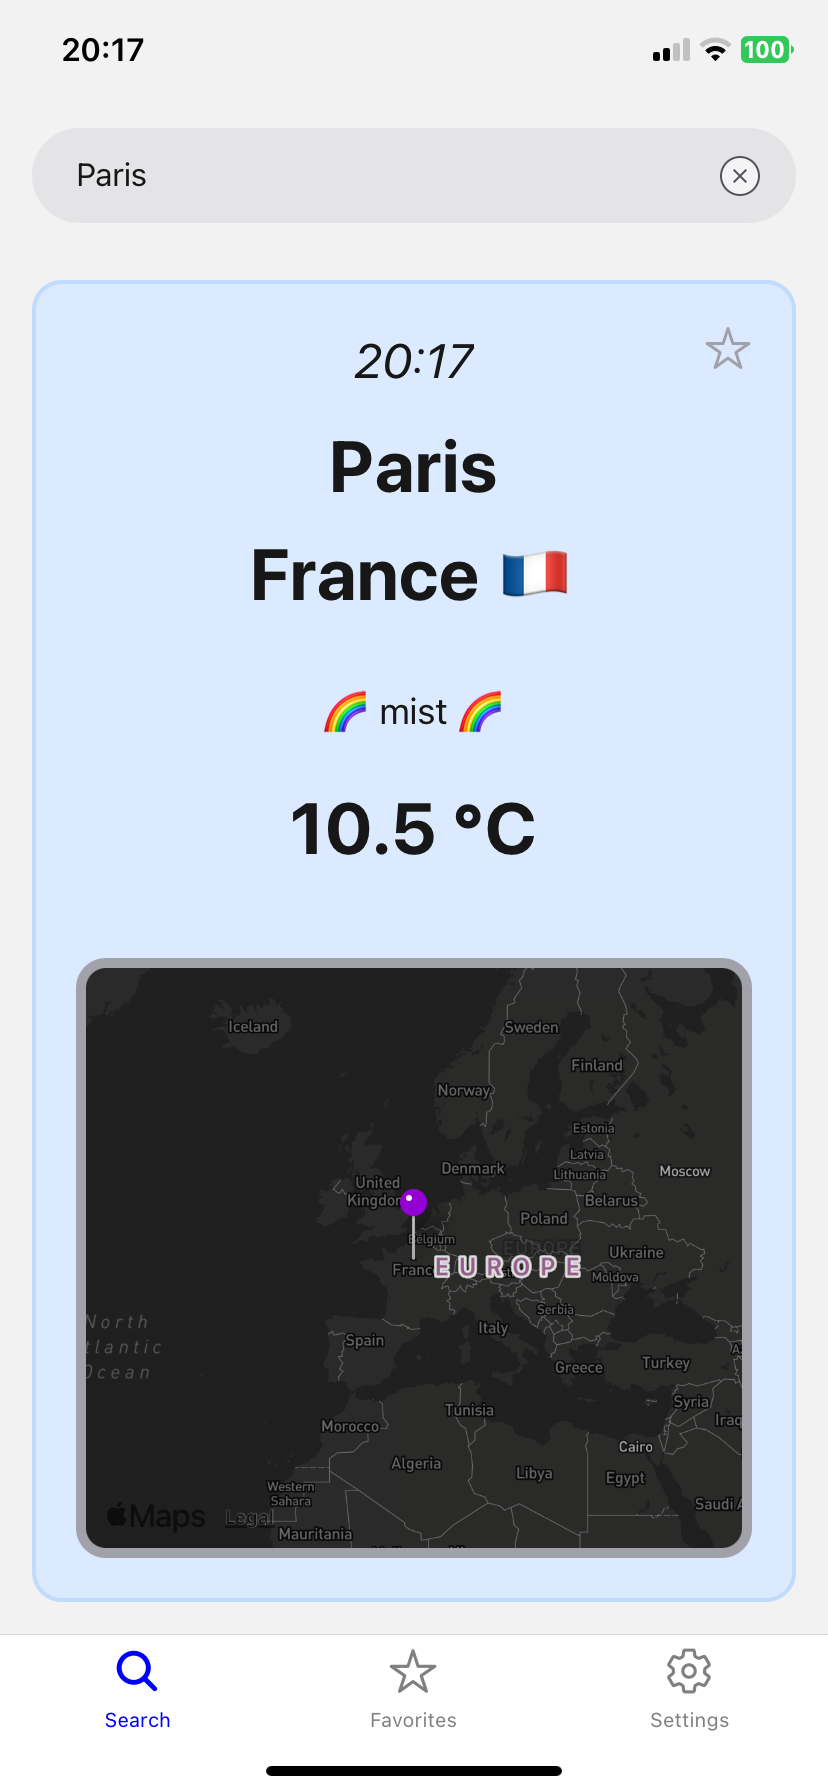 20:17
100
Paris
20:17
Paris
France 🇫🇷
🌈 mist 🌈
10.5 °C
Iceland
Sweden
Finland
Norway
Estonia
Latvia
Denmark
Lithuania
Moscow
United
Kingdom
Belarus
Poland
Belgium
EUROPE
Ukraine
France
EUROPE
Moldova
Serbia
North
tlantic
Ocean
Italy
Spain
Greece
Turkey
Syria
Tunisia
Iraq
Morocco
Cairo
Algeria
Libya
Egypt
Western
Sahara
Saudi A
Maps
Legal
Mauritania
Search
Favorites
Settings